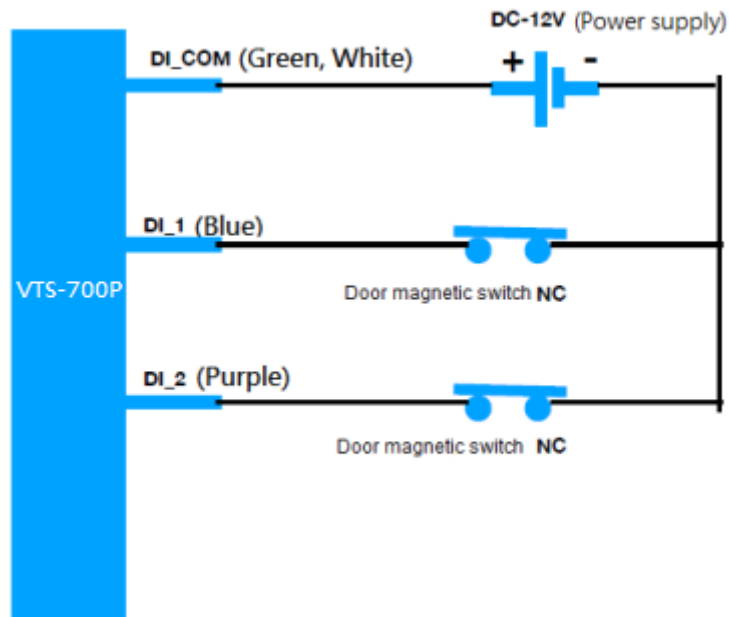 DC-12V (Power supply)
DI_COM (Green, White)
+ -
DI_1 (Blue)
VTS-700P
Door magnetic switch NC
DI_2 (Purple)
Door magnetic switch NC